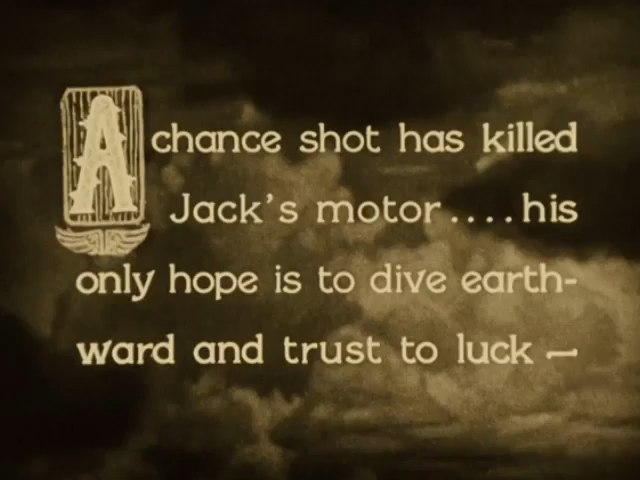 A chance shot has killed
Jack's motor....his
only hope is to dive earth-
ward and trust to luck —